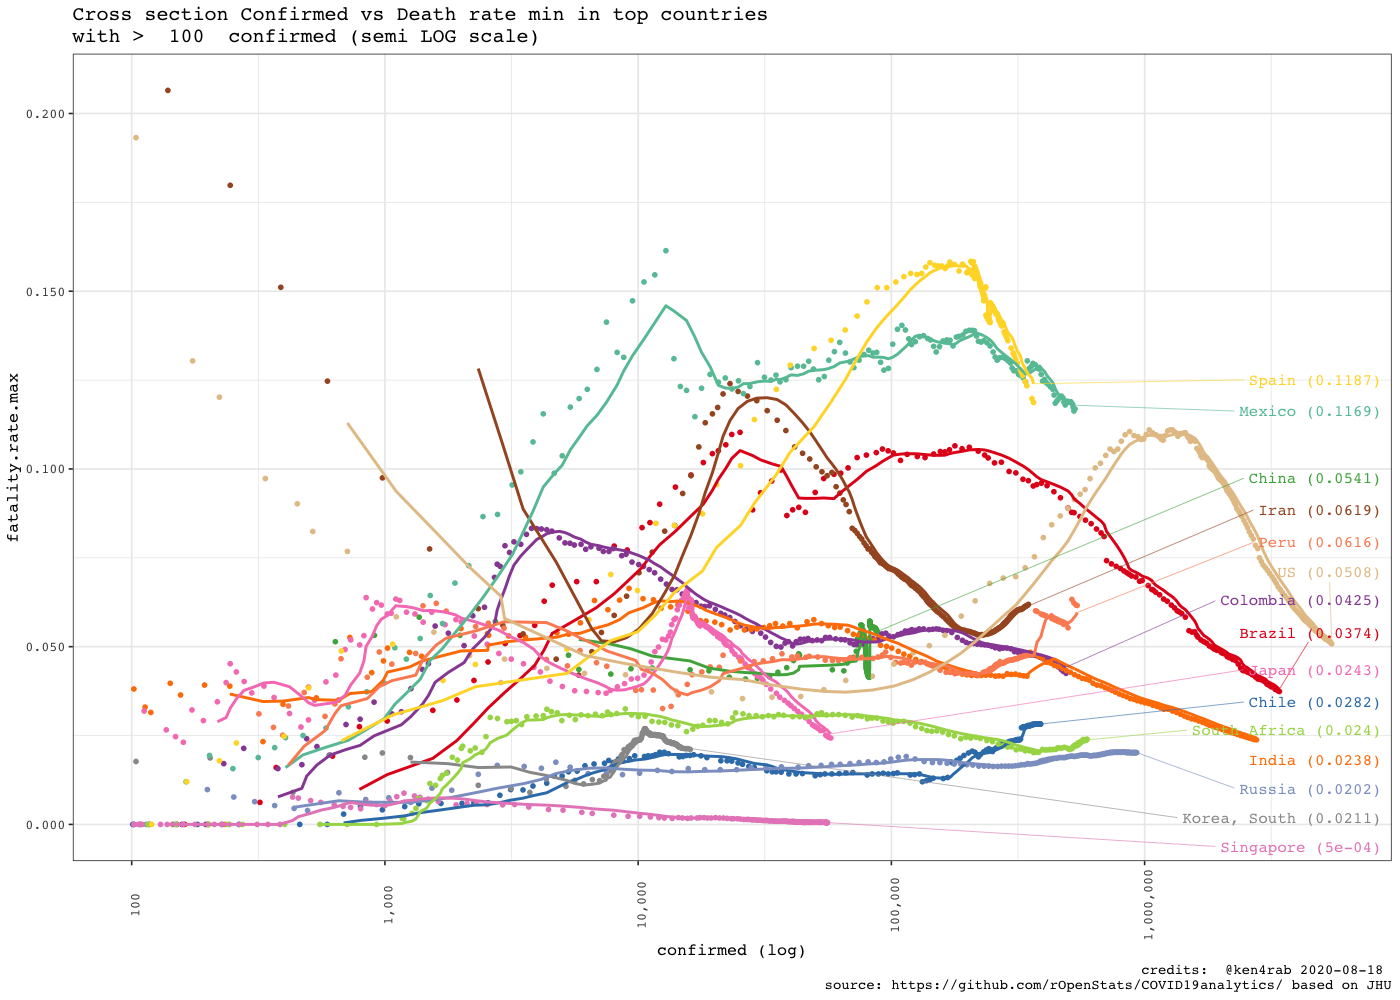 Cross section Confirmed vs Death rate min in top countries
with >  100  confirmed (semi LOG scale)
fatality.rate.max
0.200
0.150
0.100
0.050
0.000
Spain (0.1187)
Mexico (0.1169)
China (0.0541)
Iran (0.0619)
Peru (0.0616)
US (0.0508)
Colombia (0.0425)
Brazil (0.0374)
Japan (0.0243)
Chile (0.0282)
South Africa (0.024)
India (0.0238)
Russia (0.0202)
Korea, South (0.0211)
Singapore (5e-04)
100
1,000
10,000
100,000
1,000,000
confirmed (log)
credits:  @ken4rab 2020-08-18
source: https://github.com/rOpenStats/COVID19analytics/ based on JHU